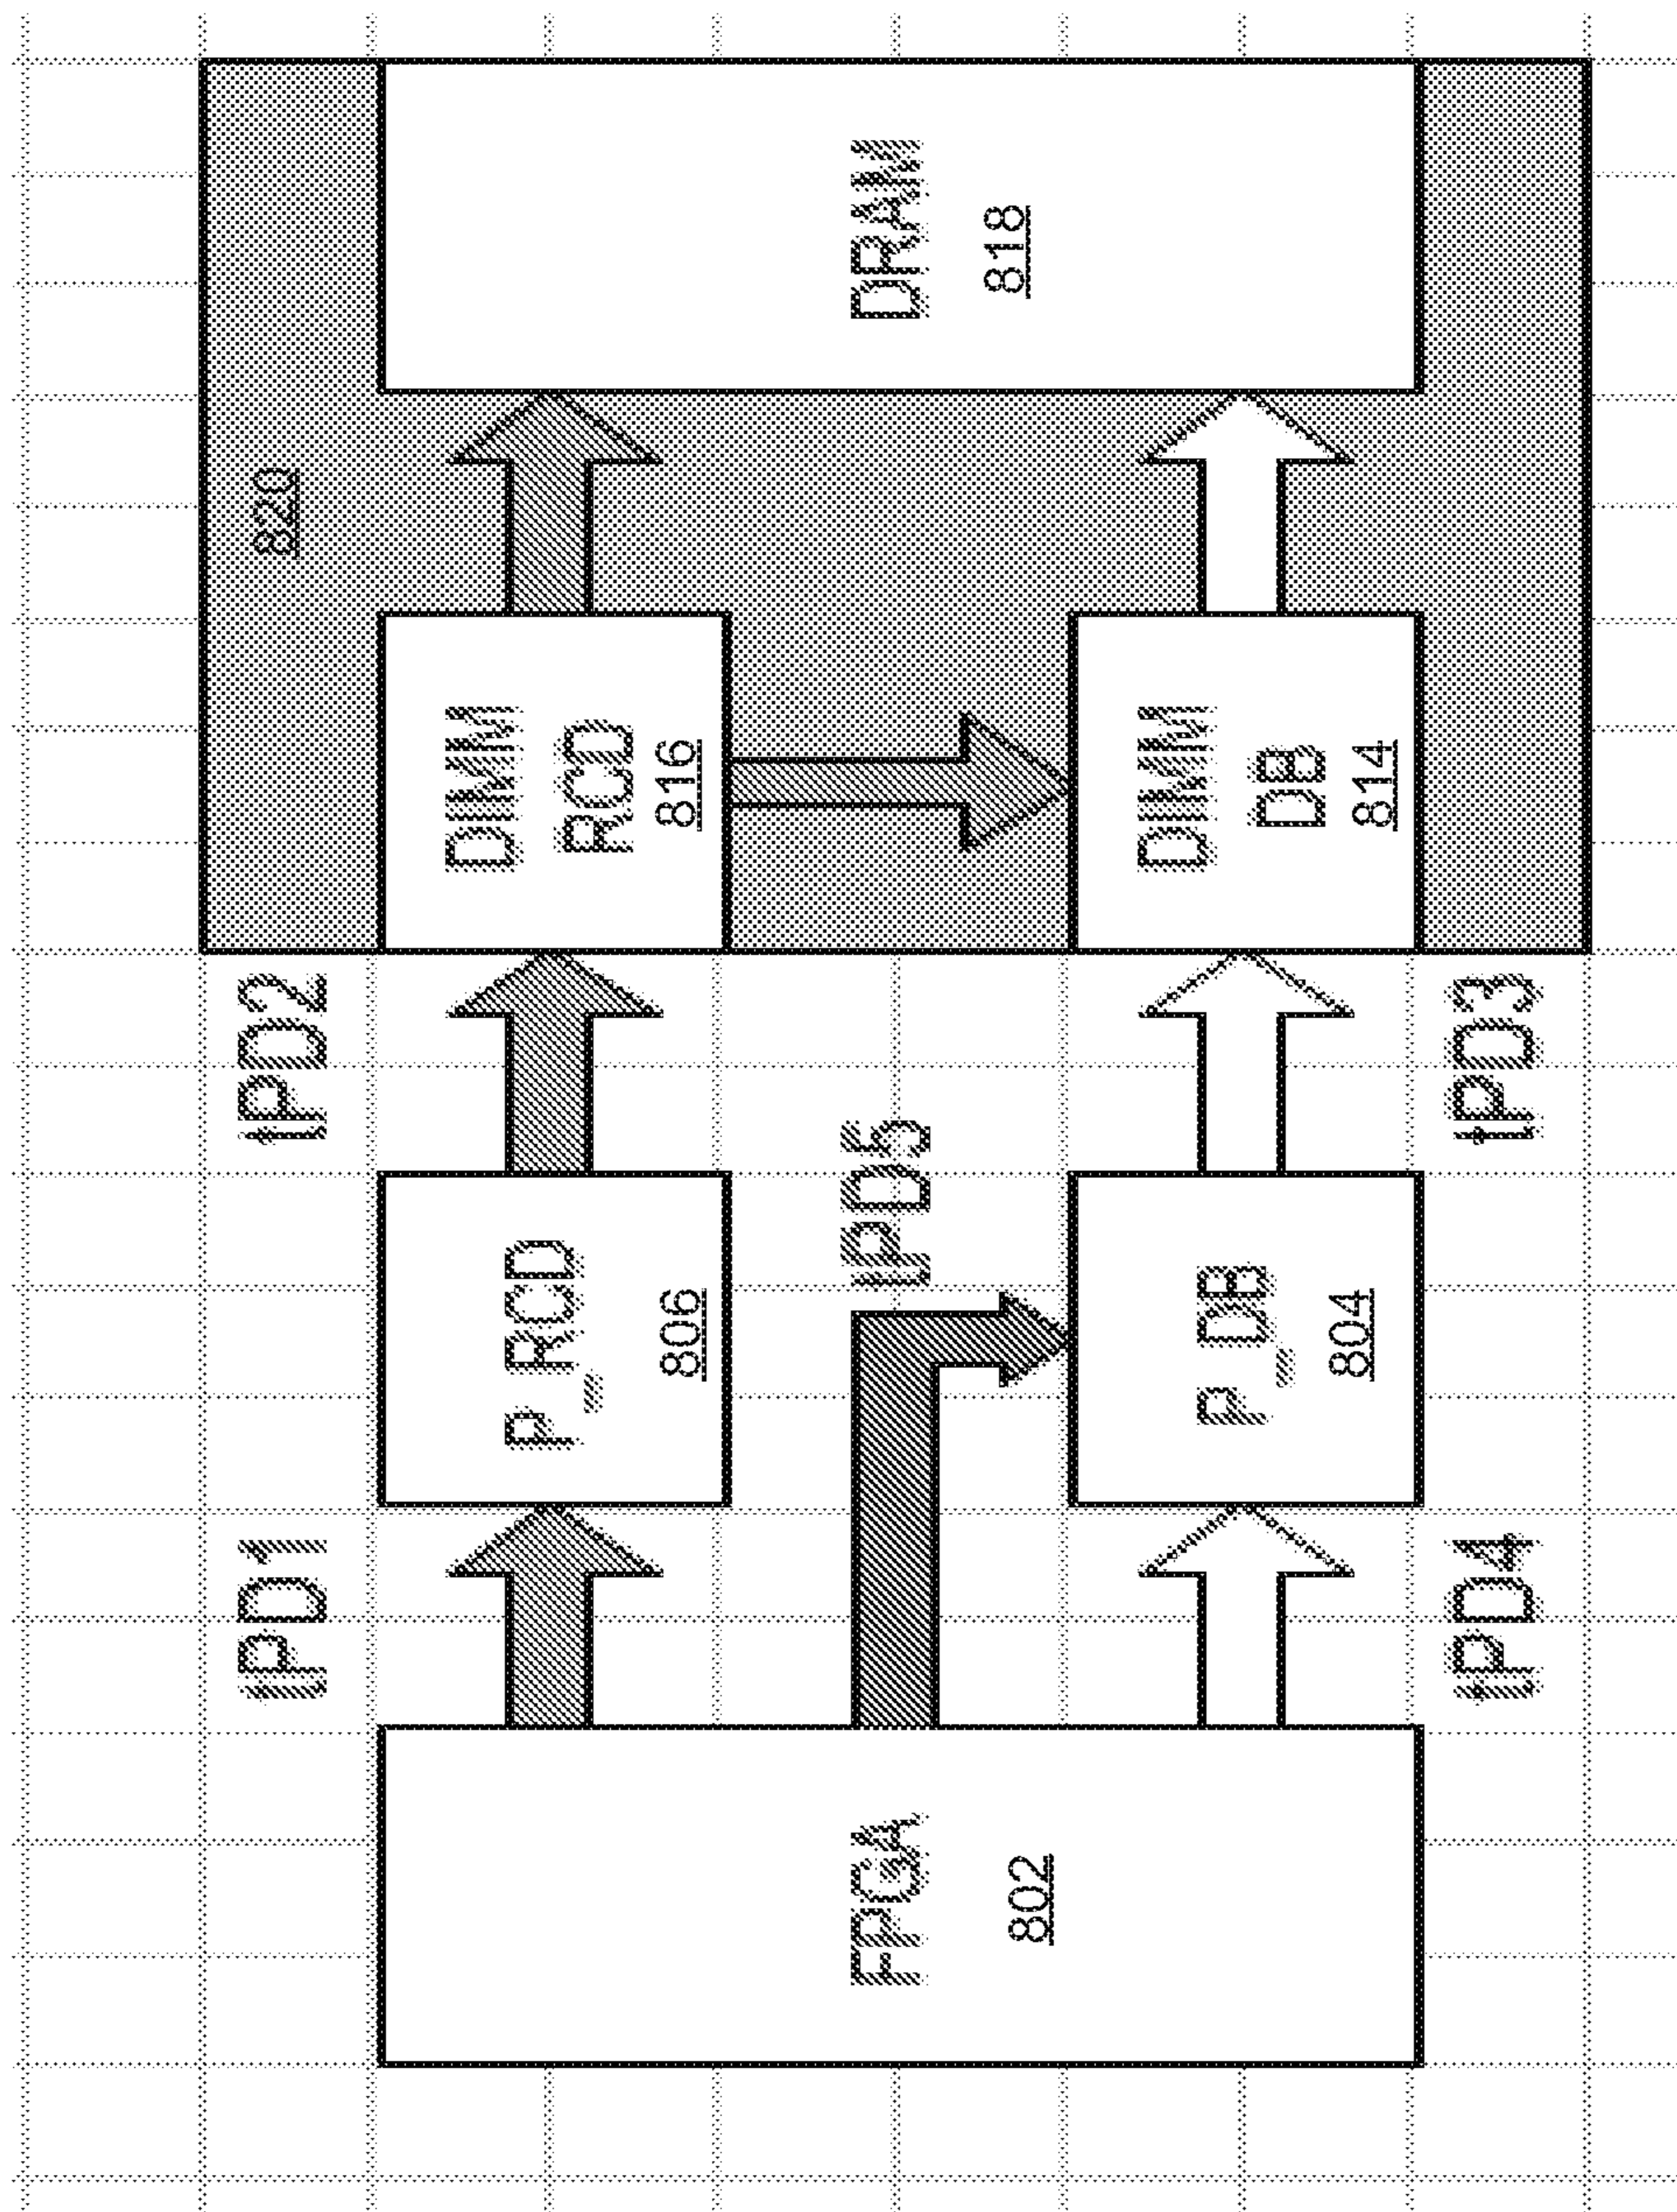 tPD1
tPD2
820
P_RCD
806
DIMM
RCD
816
FPGA
802
tPD5
DRAM
818
P_DB
804
DIMM
DB
814
tPD4
tPD3